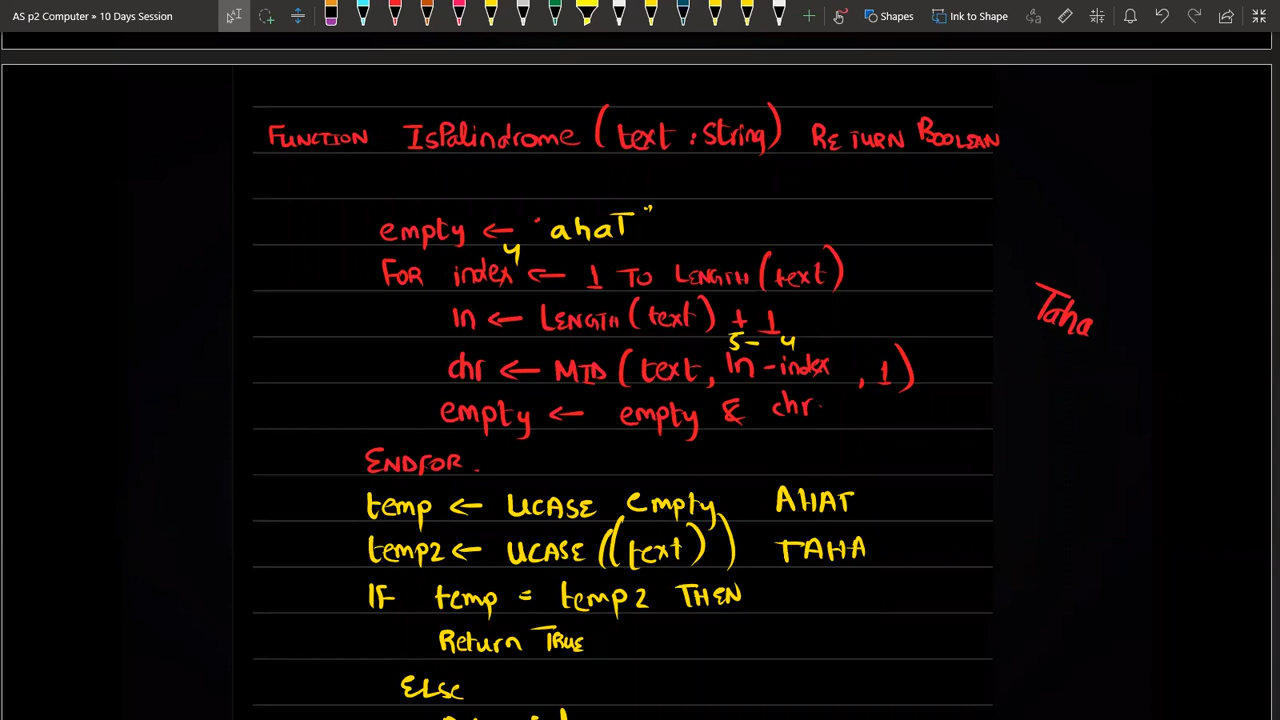 AS p2 Computer » 10 Days Session
Shapes
Ink to Shape
FUNCTION IsPalindrome (text : String) RETURN BOOLEAN
empty ← " ahaT "
4
FOR index ← 1 TO LENGTH (text)
ln ← LENGTH (text) + 1
5 - 4
chr ← MID (text, ln - index , 1)
empty ← empty & chr
ENDFOR.
temp ← UCASE empty AHAT
temp2 ← UCASE ((text)) TAHA
IF temp = temp2 THEN
Return TRUE
ELSE
Taha